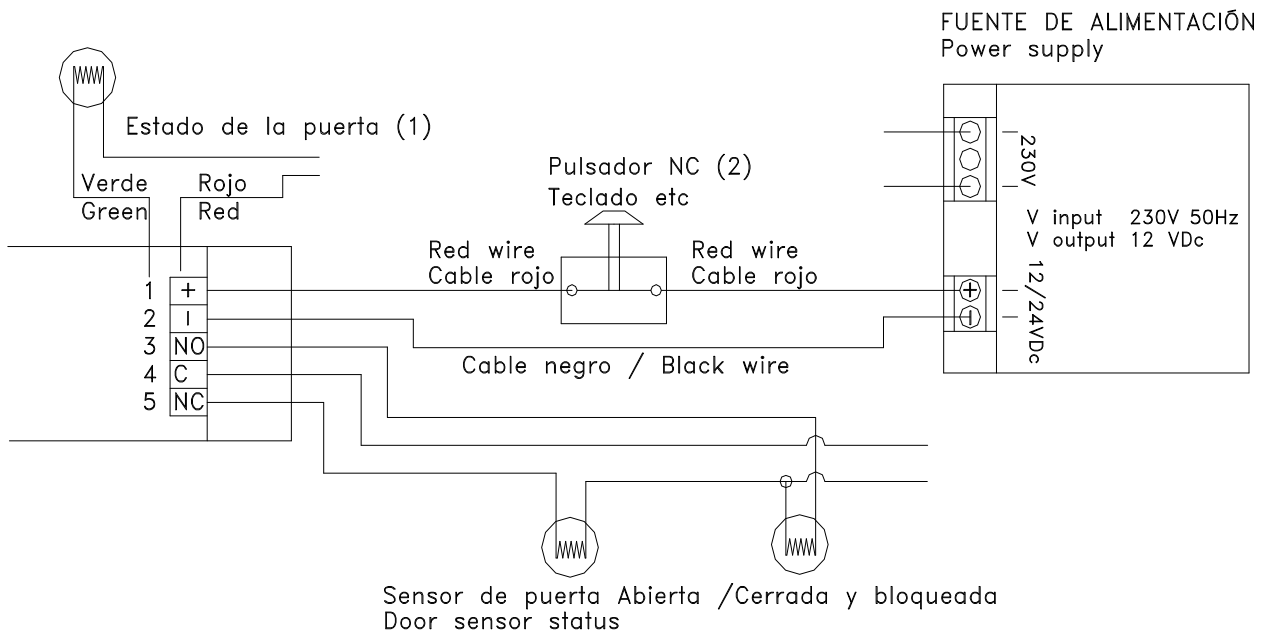 FUENTE DE ALIMENTACIÓN
Power supply
Estado de la puerta (1)
Verde
Green
Rojo
Red
Pulsador NC (2)
Teclado etc
Red wire
Cable rojo
Red wire
Cable rojo
230V
V input 230V 50Hz
V output 12 VDc
12/24VDc
1 +
2 -
3 NO
4 C
5 NC
+
-
Cable negro / Black wire
Sensor de puerta Abierta /Cerrada y bloqueada
Door sensor status